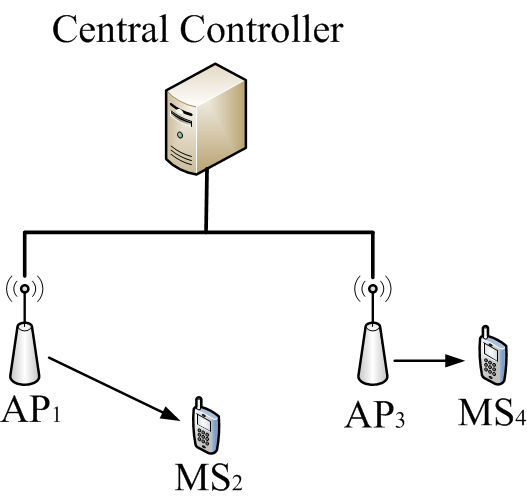 Central Controller
AP1
AP3
MS4
MS2